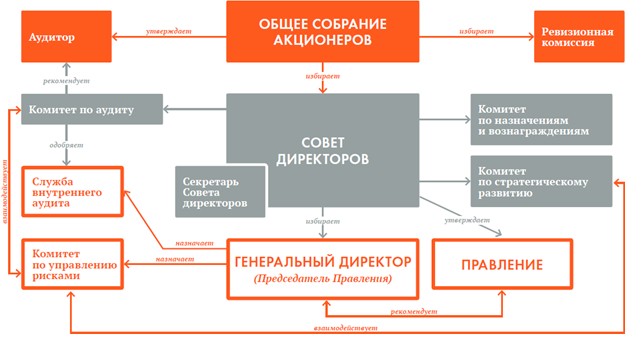 ОБЩЕЕ СОБРАНИЕ
АКЦИОНЕРОВ
Аудитор
утверждает
избирает
Ревизионная
комиссия
рекомендует
избирает
Комитет по аудиту
СОВЕТ
ДИРЕКТОРОВ
Комитет
по назначениям
и вознаграждениям
одобряет
взаимодействует
Служба
внутреннего
аудита
Секретарь
Совета
директоров
Комитет
по стратегическому
развитию
избирает
утверждает
назначает
назначает
Комитет
по управлению
рисками
ГЕНЕРАЛЬНЫЙ ДИРЕКТОР
(Председатель Правления)
ПРАВЛЕНИЕ
рекомендует
взаимодействует